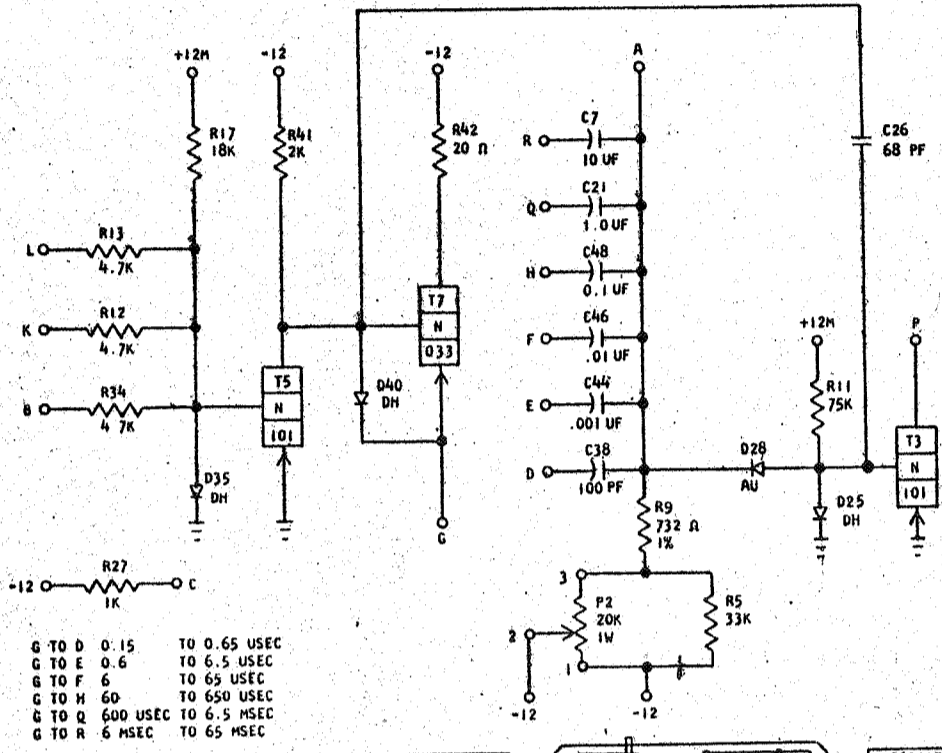 +12M
-12
-12
A
R17
18K
R41
2K
R42
20 Ω
C7
R
10 UF
C26
68 PF
C21
Q
1.0 UF
L
R13
4.7K
C48
H
0.1 UF
K
R12
4.7K
T7
N
033
C46
F
.01 UF
+12M
P
B
R34
4 7K
T5
N
101
D40
DH
C44
E
.001 UF
R11
75K
T3
N
101
C38
D
100 PF
D28
AU
D35
DH
D25
DH
G
R9
732 Ω
1%
-12
R27
1K
C
3
P2
20K
1W
R5
33K
2
1
-12
-12
G TO D 0.15 TO 0.65 USEC
G TO E 0.6 TO 6.5 USEC
G TO F 6 TO 65 USEC
G TO H 60 TO 650 USEC
G TO Q 600 USEC TO 6.5 MSEC
G TO R 6 MSEC TO 65 MSEC